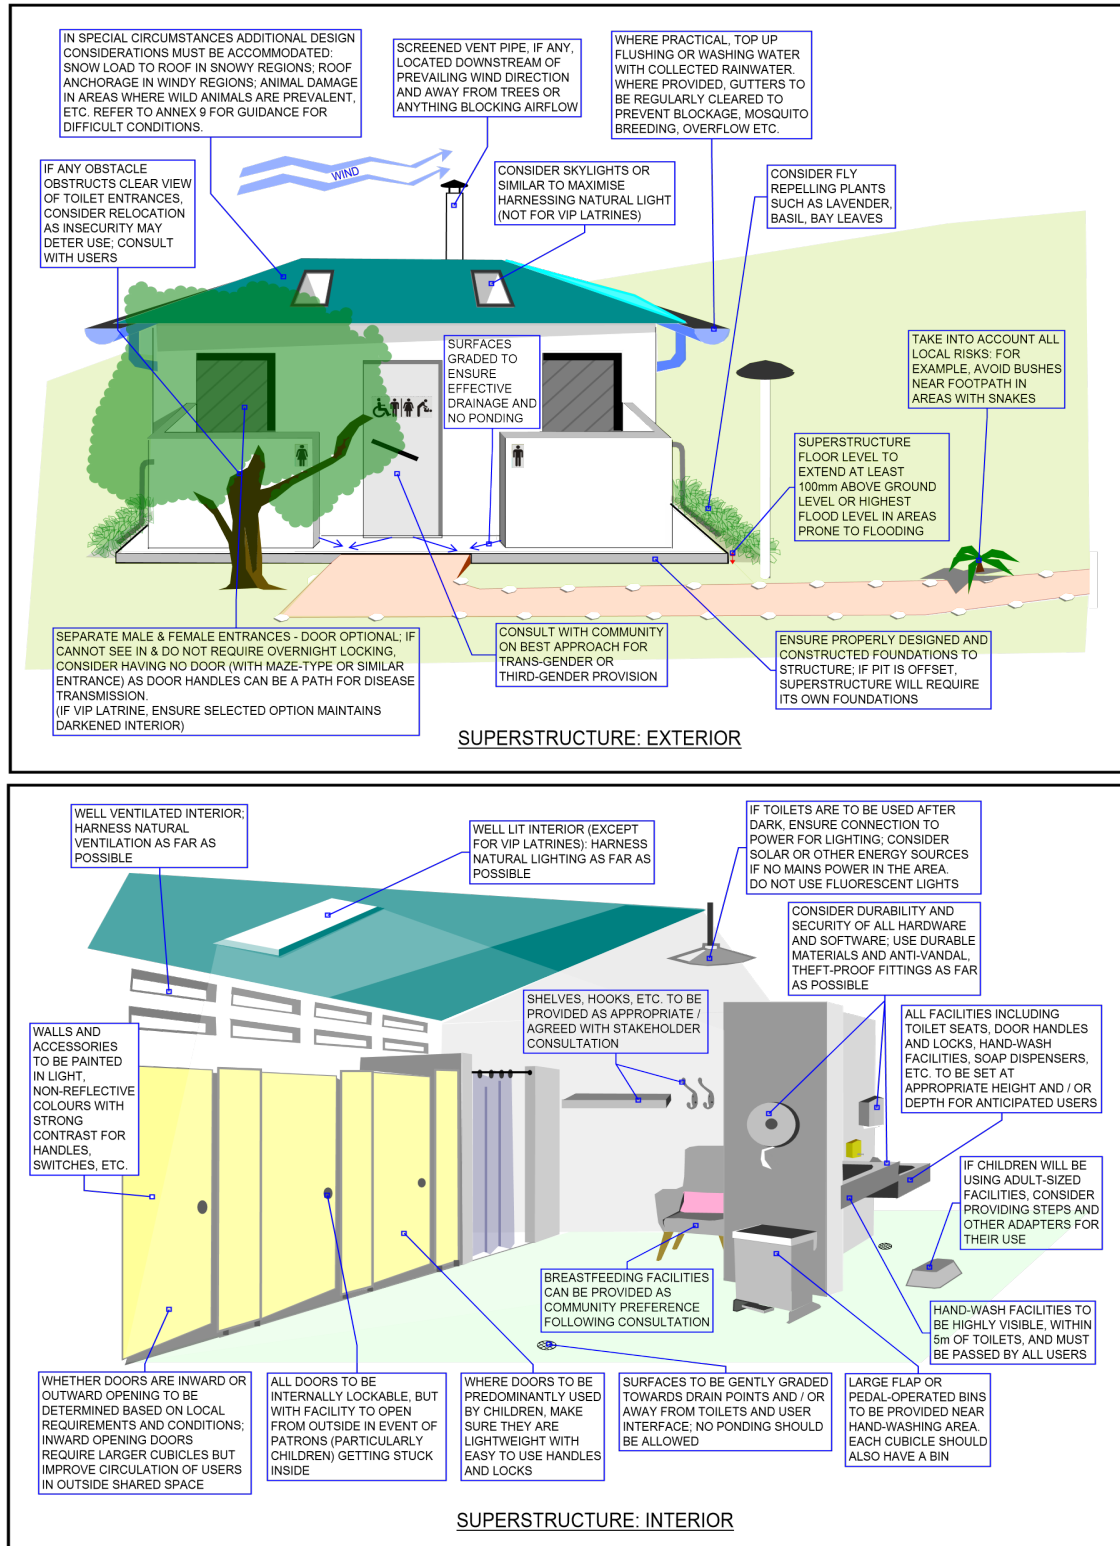 IN SPECIAL CIRCUMSTANCES ADDITIONAL DESIGN
CONSIDERATIONS MUST BE ACCOMMODATED:
SNOW LOAD TO ROOF IN SNOWY REGIONS; ROOF
ANCHORAGE IN WINDY REGIONS; ANIMAL DAMAGE
IN AREAS WHERE WILD ANIMALS ARE PREVALENT,
ETC. REFER TO ANNEX 9 FOR GUIDANCE FOR
DIFFICULT CONDITIONS.
SCREENED VENT PIPE, IF ANY,
LOCATED DOWNSTREAM OF
PREVAILING WIND DIRECTION
AND AWAY FROM TREES OR
ANYTHING BLOCKING AIRFLOW
WHERE PRACTICAL, TOP UP
FLUSHING OR WASHING WATER
WITH COLLECTED RAINWATER.
WHERE PROVIDED, GUTTERS TO
BE REGULARLY CLEARED TO
PREVENT BLOCKAGE, MOSQUITO
BREEDING, OVERFLOW ETC.
IF ANY OBSTACLE
OBSTRUCTS CLEAR VIEW
OF TOILET ENTRANCES,
CONSIDER RELOCATION
AS INSECURITY MAY
DETER USE; CONSULT
WITH USERS
WIND
CONSIDER SKYLIGHTS OR
SIMILAR TO MAXIMISE
HARNESSING NATURAL LIGHT
(NOT FOR VIP LATRINES)
CONSIDER FLY
REPELLING PLANTS
SUCH AS LAVENDER,
BASIL, BAY LEAVES
SURFACES
GRADED TO
ENSURE
EFFECTIVE
DRAINAGE AND
NO PONDING
TAKE INTO ACCOUNT ALL
LOCAL RISKS: FOR
EXAMPLE, AVOID BUSHES
NEAR FOOTPATH IN
AREAS WITH SNAKES
SUPERSTRUCTURE
FLOOR LEVEL TO
EXTEND AT LEAST
100mm ABOVE GROUND
LEVEL OR HIGHEST
FLOOD LEVEL IN AREAS
PRONE TO FLOODING
SEPARATE MALE & FEMALE ENTRANCES - DOOR OPTIONAL; IF
CANNOT SEE IN & DO NOT REQUIRE OVERNIGHT LOCKING,
CONSIDER HAVING NO DOOR (WITH MAZE-TYPE OR SIMILAR
ENTRANCE) AS DOOR HANDLES CAN BE A PATH FOR DISEASE
TRANSMISSION.
(IF VIP LATRINE, ENSURE SELECTED OPTION MAINTAINS
DARKENED INTERIOR)
CONSULT WITH COMMUNITY
ON BEST APPROACH FOR
TRANS-GENDER OR
THIRD-GENDER PROVISION
ENSURE PROPERLY DESIGNED AND
CONSTRUCTED FOUNDATIONS TO
STRUCTURE; IF PIT IS OFFSET,
SUPERSTRUCTURE WILL REQUIRE
ITS OWN FOUNDATIONS
SUPERSTRUCTURE: EXTERIOR
WELL VENTILATED INTERIOR;
HARNESS NATURAL
VENTILATION AS FAR AS
POSSIBLE
WELL LIT INTERIOR (EXCEPT
FOR VIP LATRINES): HARNESS
NATURAL LIGHTING AS FAR AS
POSSIBLE
IF TOILETS ARE TO BE USED AFTER
DARK, ENSURE CONNECTION TO
POWER FOR LIGHTING; CONSIDER
SOLAR OR OTHER ENERGY SOURCES
IF NO MAINS POWER IN THE AREA.
DO NOT USE FLUORESCENT LIGHTS
CONSIDER DURABILITY AND
SECURITY OF ALL HARDWARE
AND SOFTWARE; USE DURABLE
MATERIALS AND ANTI-VANDAL,
THEFT-PROOF FITTINGS AS FAR
AS POSSIBLE
SHELVES, HOOKS, ETC. TO BE
PROVIDED AS APPROPRIATE /
AGREED WITH STAKEHOLDER
CONSULTATION
ALL FACILITIES INCLUDING
TOILET SEATS, DOOR HANDLES
AND LOCKS, HAND-WASH
FACILITIES, SOAP DISPENSERS,
ETC. TO BE SET AT
APPROPRIATE HEIGHT AND / OR
DEPTH FOR ANTICIPATED USERS
WALLS AND
ACCESSORIES
TO BE PAINTED
IN LIGHT,
NON-REFLECTIVE
COLOURS WITH
STRONG
CONTRAST FOR
HANDLES,
SWITCHES, ETC.
IF CHILDREN WILL BE
USING ADULT-SIZED
FACILITIES, CONSIDER
PROVIDING STEPS AND
OTHER ADAPTERS FOR
THEIR USE
BREASTFEEDING FACILITIES
CAN BE PROVIDED AS
COMMUNITY PREFERENCE
FOLLOWING CONSULTATION
HAND-WASH FACILITIES TO
BE HIGHLY VISIBLE, WITHIN
5m OF TOILETS, AND MUST
BE PASSED BY ALL USERS
WHETHER DOORS ARE INWARD OR
OUTWARD OPENING TO BE
DETERMINED BASED ON LOCAL
REQUIREMENTS AND CONDITIONS;
INWARD OPENING DOORS
REQUIRE LARGER CUBICLES BUT
IMPROVE CIRCULATION OF USERS
IN OUTSIDE SHARED SPACE
ALL DOORS TO BE
INTERNALLY LOCKABLE, BUT
WITH FACILITY TO OPEN
FROM OUTSIDE IN EVENT OF
PATRONS (PARTICULARLY
CHILDREN) GETTING STUCK
INSIDE
WHERE DOORS TO BE
PREDOMINANTLY USED
BY CHILDREN, MAKE
SURE THEY ARE
LIGHTWEIGHT WITH
EASY TO USE HANDLES
AND LOCKS
SURFACES TO BE GENTLY GRADED
TOWARDS DRAIN POINTS AND / OR
AWAY FROM TOILETS AND USER
INTERFACE; NO PONDING SHOULD
BE ALLOWED
LARGE FLAP OR
PEDAL-OPERATED BINS
TO BE PROVIDED NEAR
HAND-WASHING AREA.
EACH CUBICLE SHOULD
ALSO HAVE A BIN
SUPERSTRUCTURE: INTERIOR